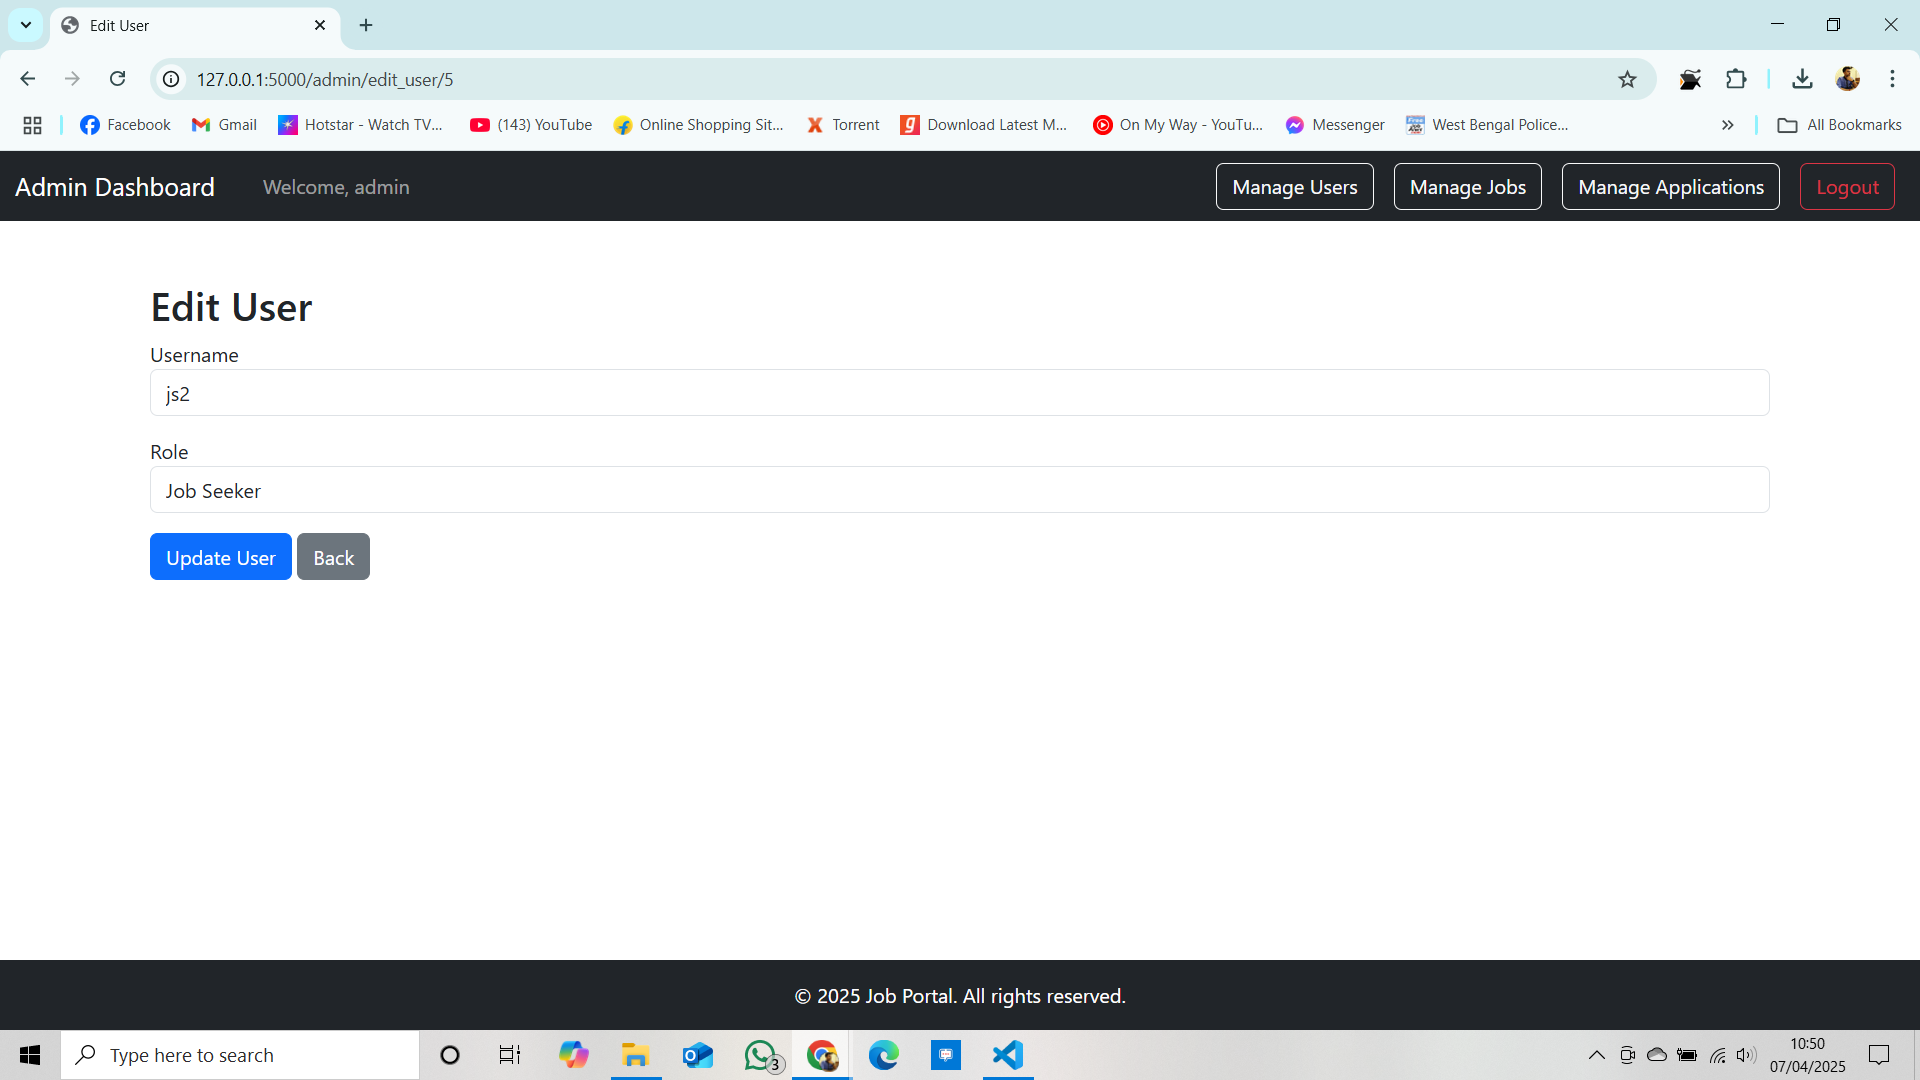 Edit User
127.0.0.1:5000/admin/edit_user/5
Facebook Gmail Hotstar - Watch TV... (143) YouTube Online Shopping Sit... Torrent Download Latest M... On My Way - YouTu... Messenger West Bengal Police... » All Bookmarks
Admin Dashboard Welcome, admin Manage Users Manage Jobs Manage Applications Logout
Edit User
Username
js2
Role
Job Seeker
Update User Back
© 2025 Job Portal. All rights reserved.
Type here to search
3
10:50
07/04/2025